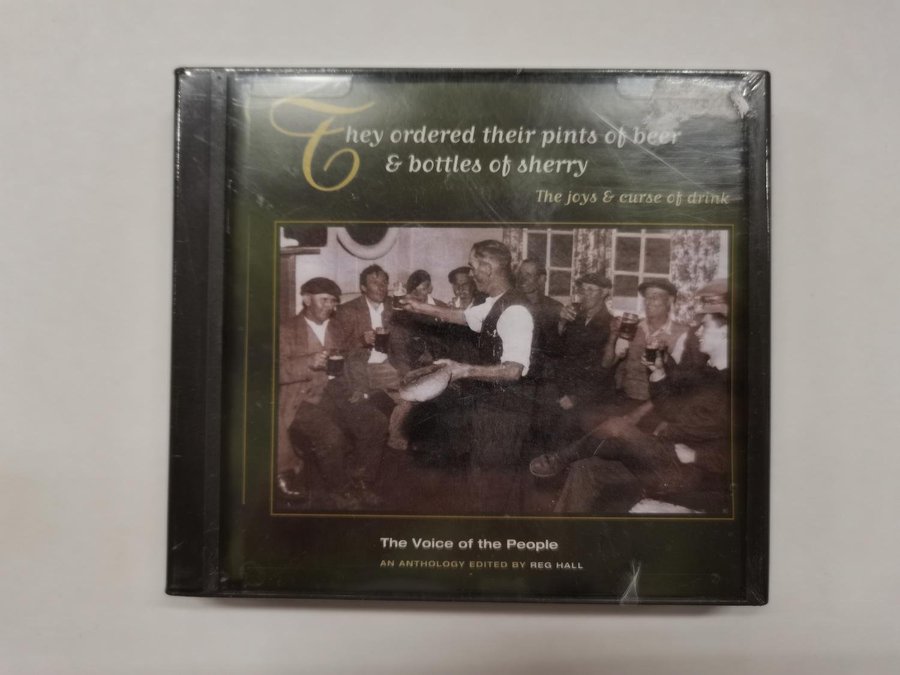 They ordered their pints of beer
& bottles of sherry
The joys & curse of drink
The Voice of the People
AN ANTHOLOGY EDITED BY REG HALL